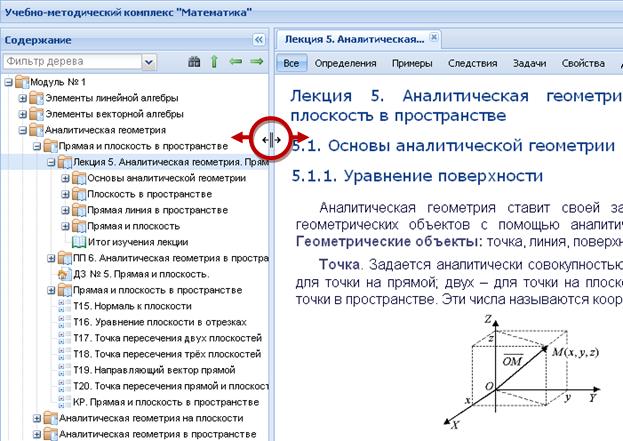 Учебно-методический комплекс "Математика"
Содержание
Фильтр дерева
Модуль № 1
Элементы линейной алгебры
Элементы векторной алгебры
Аналитическая геометрия
Прямая и плоскость в пространстве
Лекция 5. Аналитическая геометрия. Прям
Основы аналитической геометрии
Плоскость в пространстве
Прямая линия в пространстве
Прямая и плоскость
Итог изучения лекции
ПП 6. Аналитическая геометрия в простра
ДЗ № 5. Прямая и плоскость.
Прямая и плоскость в пространстве
Т15. Нормаль к плоскости
Т16. Уравнение плоскости в отрезках
Т17. Точка пересечения двух плоскостей
Т18. Точка пересечения трёх плоскостей
Т19. Направляющий вектор прямой
Т20. Точка пересечения прямой и плоскост
КР. Прямая и плоскость в пространстве
Аналитическая геометрия на плоскости
Аналитическая геометрия в пространстве
Лекция 5. Аналитическая...
Все Определения Примеры Следствия Задачи Свойства
Лекция 5. Аналитическая геометри
плоскость в пространстве
5.1. Основы аналитической геометрии
5.1.1. Уравнение поверхности
Аналитическая геометрия ставит своей за
геометрических объектов с помощью аналити
Геометрические объекты: точка, линия, поверхн
Точка. Задается аналитически совокупностью
для точки на прямой; двух – для точки на плоск
точки в пространстве. Эти числа называются коор
Z
z
M(x, y, z)
OM
O
x
y
Y
X